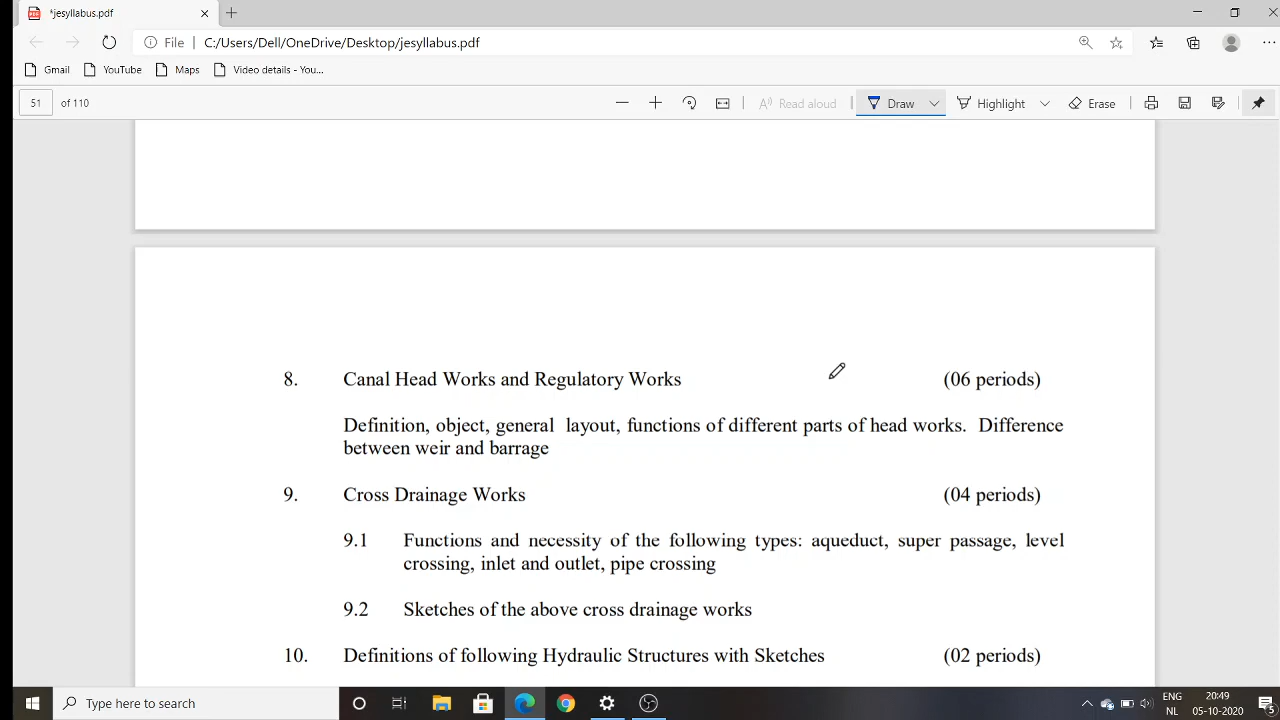 *jesyllabus.pdf
File | C:/Users/Dell/OneDrive/Desktop/jesyllabus.pdf
Gmail YouTube Maps Video details - You...
51 of 110 Read aloud Draw Highlight Erase
8. Canal Head Works and Regulatory Works (06 periods)
Definition, object, general layout, functions of different parts of head works. Difference
between weir and barrage
9. Cross Drainage Works (04 periods)
9.1 Functions and necessity of the following types: aqueduct, super passage, level
crossing, inlet and outlet, pipe crossing
9.2 Sketches of the above cross drainage works
10. Definitions of following Hydraulic Structures with Sketches (02 periods)
Type here to search
ENG 20:49
NL 05-10-2020 5